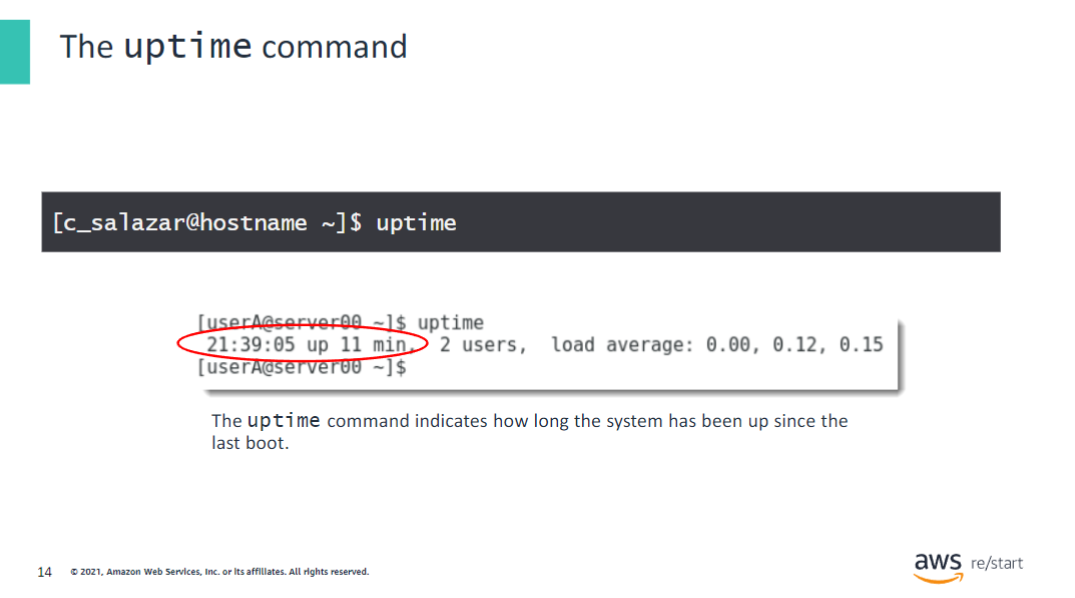 The uptime command
[c_salazar@hostname ~]$ uptime
[userA@server00 ~]$ uptime
21:39:05 up 11 min, 2 users, load average: 0.00, 0.12, 0.15
[userA@server00 ~]$
The uptime command indicates how long the system has been up since the
last boot.
14 © 2021, Amazon Web Services, Inc. or its affiliates. All rights reserved.
aws re/start